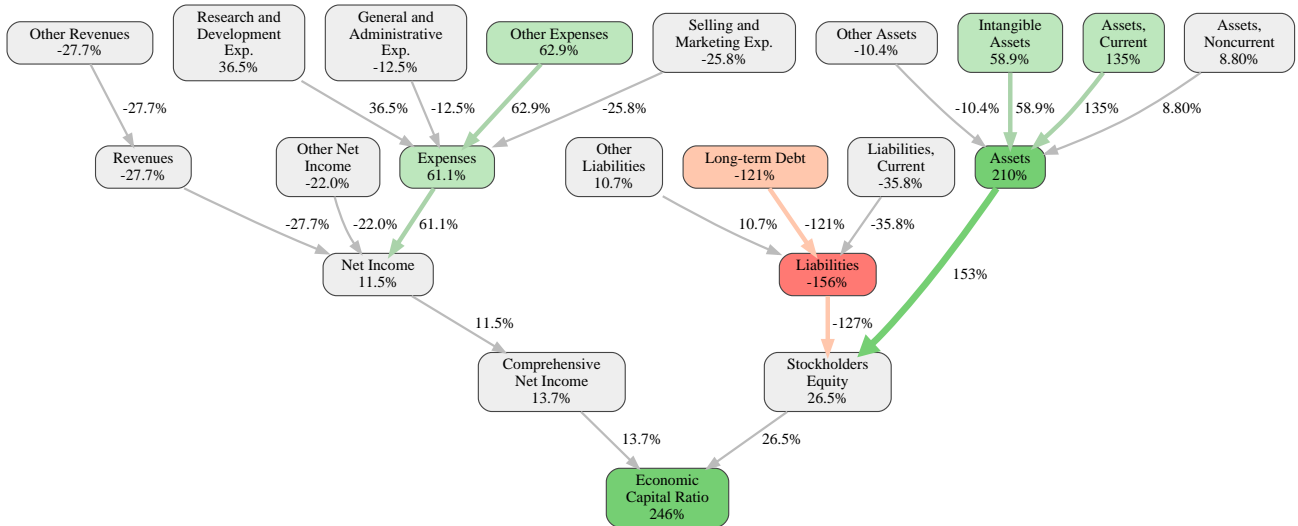 Other Revenues
-27.7%
Research and
Development
Exp.
36.5%
General and
Administrative
Exp.
-12.5%
Other Expenses
62.9%
Selling and
Marketing Exp.
-25.8%
Other Assets
-10.4%
Intangible
Assets
58.9%
Assets,
Current
135%
Assets,
Noncurrent
8.80%
-27.7%
36.5%
-12.5%
62.9%
-25.8%
-10.4%
58.9%
135%
8.80%
Revenues
-27.7%
Other Net
Income
-22.0%
Expenses
61.1%
Other
Liabilities
10.7%
Long-term Debt
-121%
Liabilities,
Current
-35.8%
Assets
210%
-27.7%
-22.0%
61.1%
10.7%
-121%
-35.8%
Net Income
11.5%
Liabilities
-156%
153%
11.5%
-127%
Comprehensive
Net Income
13.7%
Stockholders
Equity
26.5%
13.7%
26.5%
Economic
Capital Ratio
246%